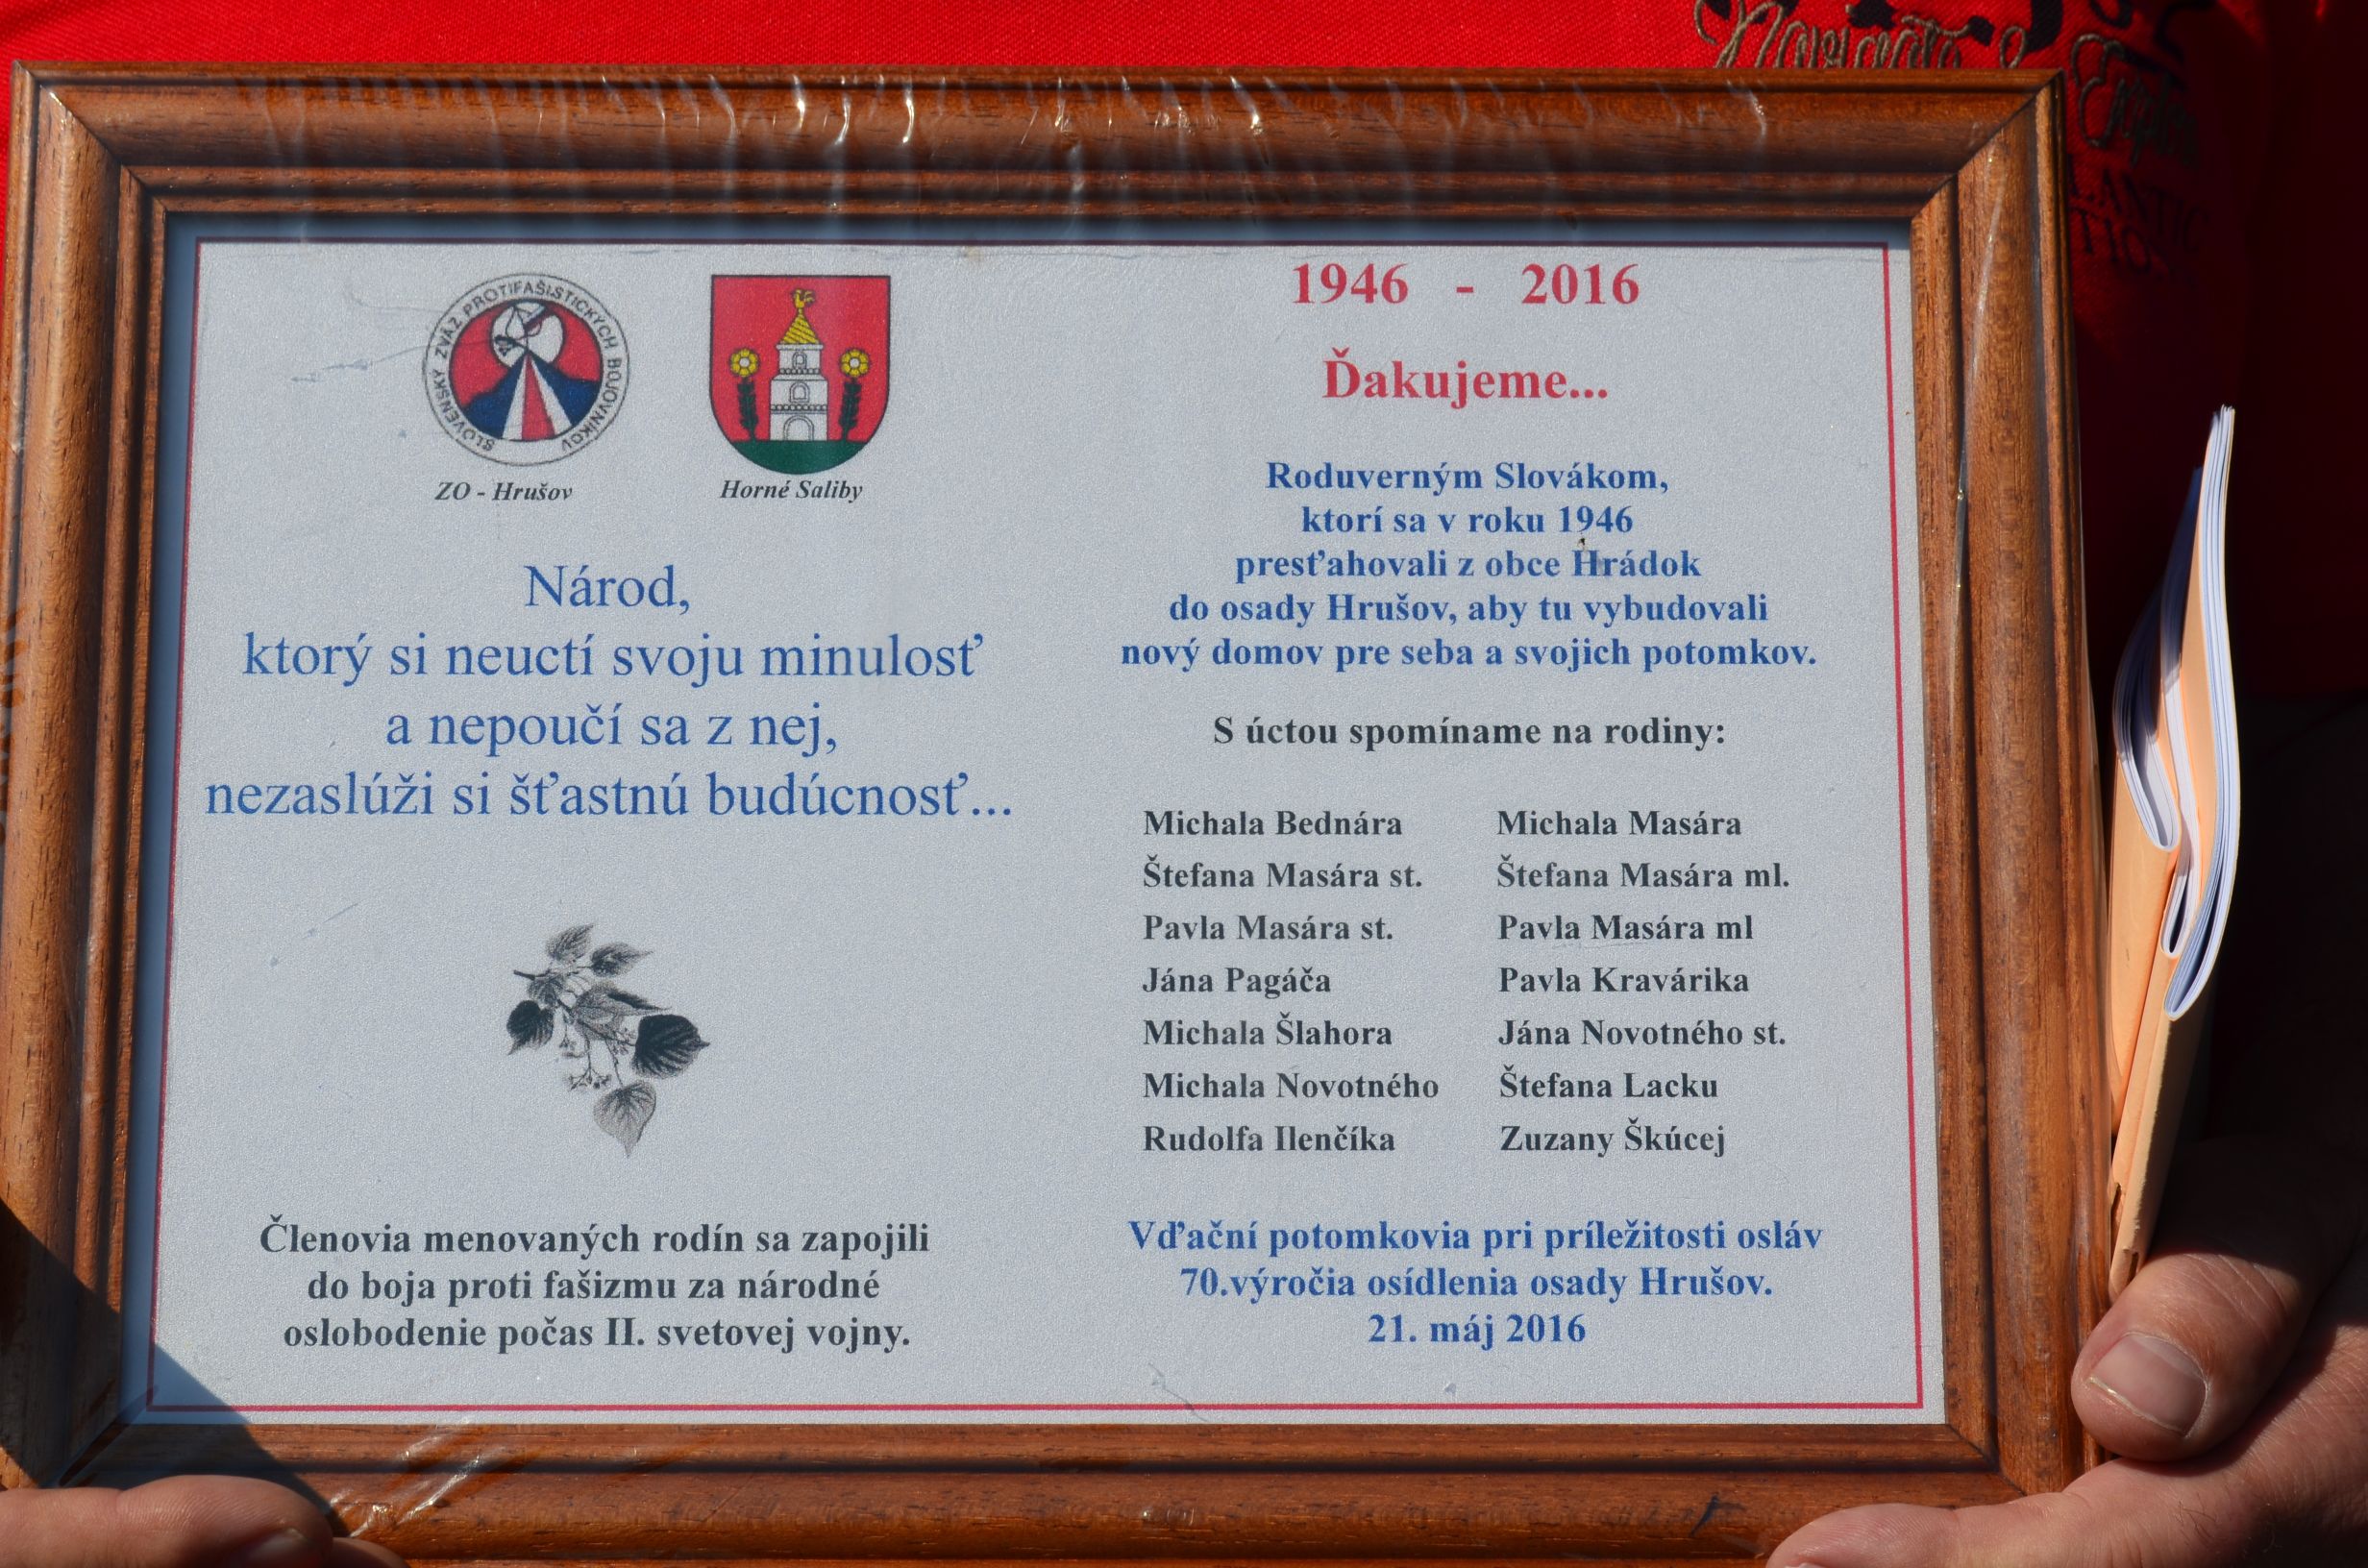 SLOVENSKÝ ZVÄZ PROTIFAŠISTICKÝCH BOJOVNÍKOV
ZO - Hrušov
Horné Saliby
Národ,
ktorý si neuctí svoju minulosť
a nepoučí sa z nej,
nezaslúži si šťastnú budúcnosť...
Členovia menovaných rodín sa zapojili
do boja proti fašizmu za národné
oslobodenie počas II. svetovej vojny.
1946 - 2016
Ďakujeme...
Roduverným Slovákom,
ktorí sa v roku 1946
presťahovali z obce Hrádok
do osady Hrušov, aby tu vybudovali
nový domov pre seba a svojich potomkov.
S úctou spomíname na rodiny:
Michala Bednára Michala Masára
Štefana Masára st. Štefana Masára ml.
Pavla Masára st. Pavla Masára ml
Jána Pagáča Pavla Kravárika
Michala Šlahora Jána Novotného st.
Michala Novotného Štefana Lacku
Rudolfa Ilenčíka Zuzany Škúcej
Vďační potomkovia pri príležitosti osláv
70.výročia osídlenia osady Hrušov.
21. máj 2016